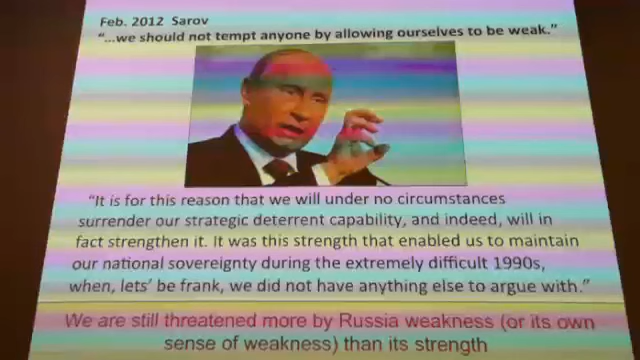 Feb. 2012 Sarov
“...we should not tempt anyone by allowing ourselves to be weak.”
“It is for this reason that we will under no circumstances
surrender our strategic deterrent capability, and indeed, will in
fact strengthen it. It was this strength that enabled us to maintain
our national sovereignty during the extremely difficult 1990s,
when, lets’ be frank, we did not have anything else to argue with.”
We are still threatened more by Russia weakness (or its own
sense of weakness) than its strength